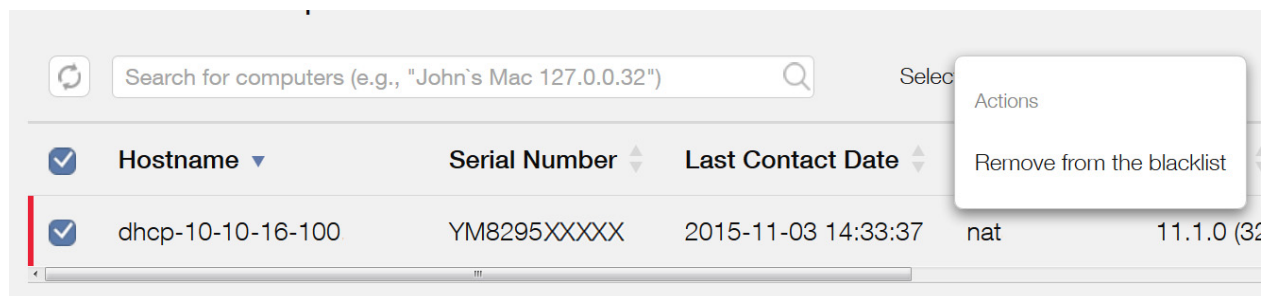 Search for computers (e.g., "John`s Mac 127.0.0.32")
Selec
Actions
Remove from the blacklist
Hostname
Serial Number
Last Contact Date
dhcp-10-10-16-100
YM8295XXXXX
2015-11-03 14:33:37
nat
11.1.0 (32